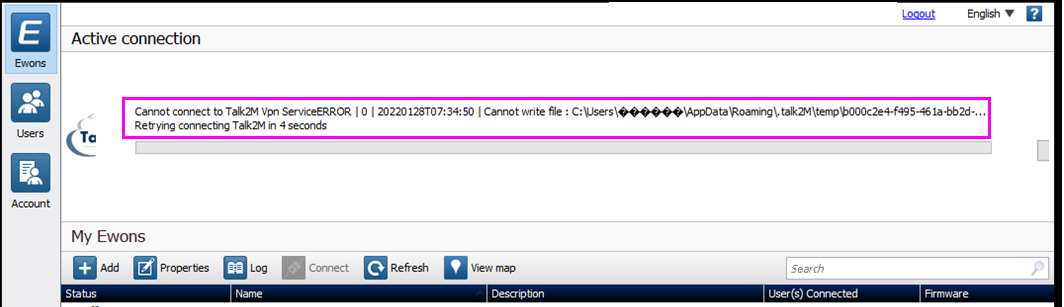 Logout English ▼ ?
Active connection
Ewons
Cannot connect to Talk2M Vpn ServiceERROR | 0 | 20220128T07:34:50 | Cannot write file : C:\Users\������\AppData\Roaming\.talk2M\temp\b000c2e4-f495-461a-bb2d-...
Retrying connecting Talk2M in 4 seconds
Ta
Users
Account
My Ewons
Add Properties Log Connect Refresh View map Search
Status Name Description User(s) Connected Firmware